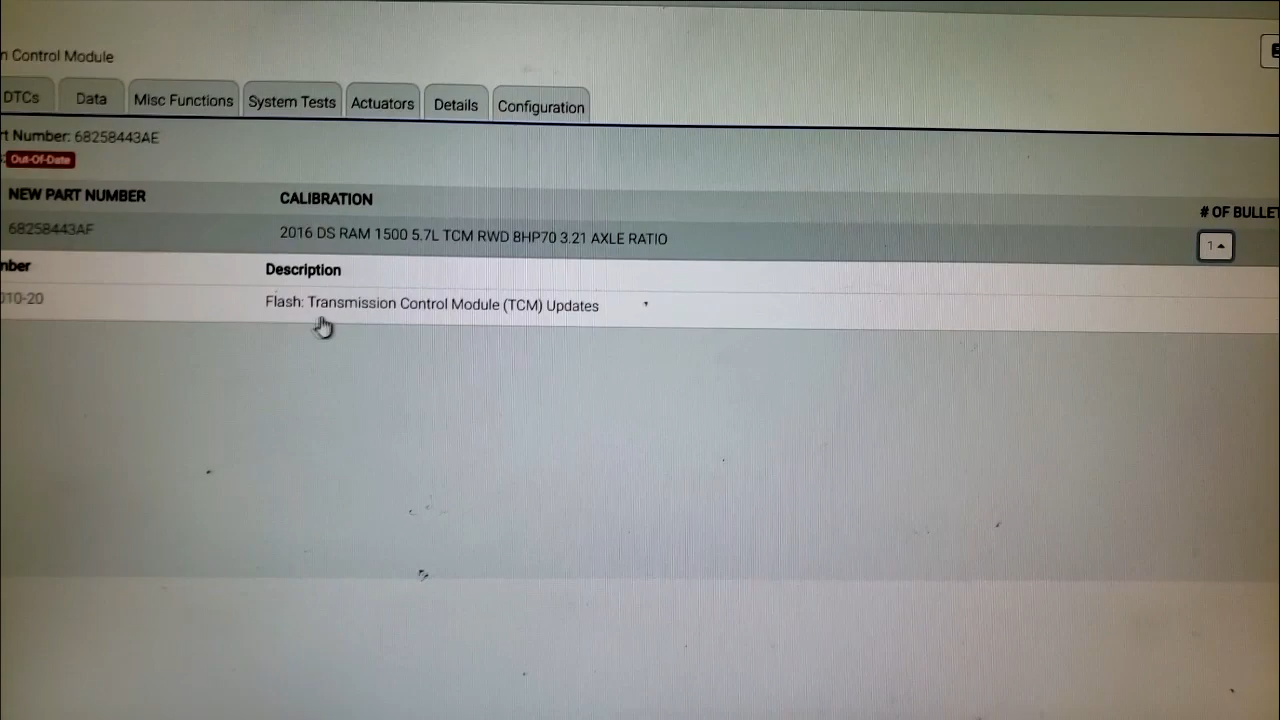 n Control Module
DTCs Data Misc Functions System Tests Actuators Details Configuration
rt Number: 68258443AE
Out-Of-Date
NEW PART NUMBER CALIBRATION # OF BULLET
68258443AF 2016 DS RAM 1500 5.7L TCM RWD 8HP70 3.21 AXLE RATIO 1
nber Description
010-20 Flash: Transmission Control Module (TCM) Updates